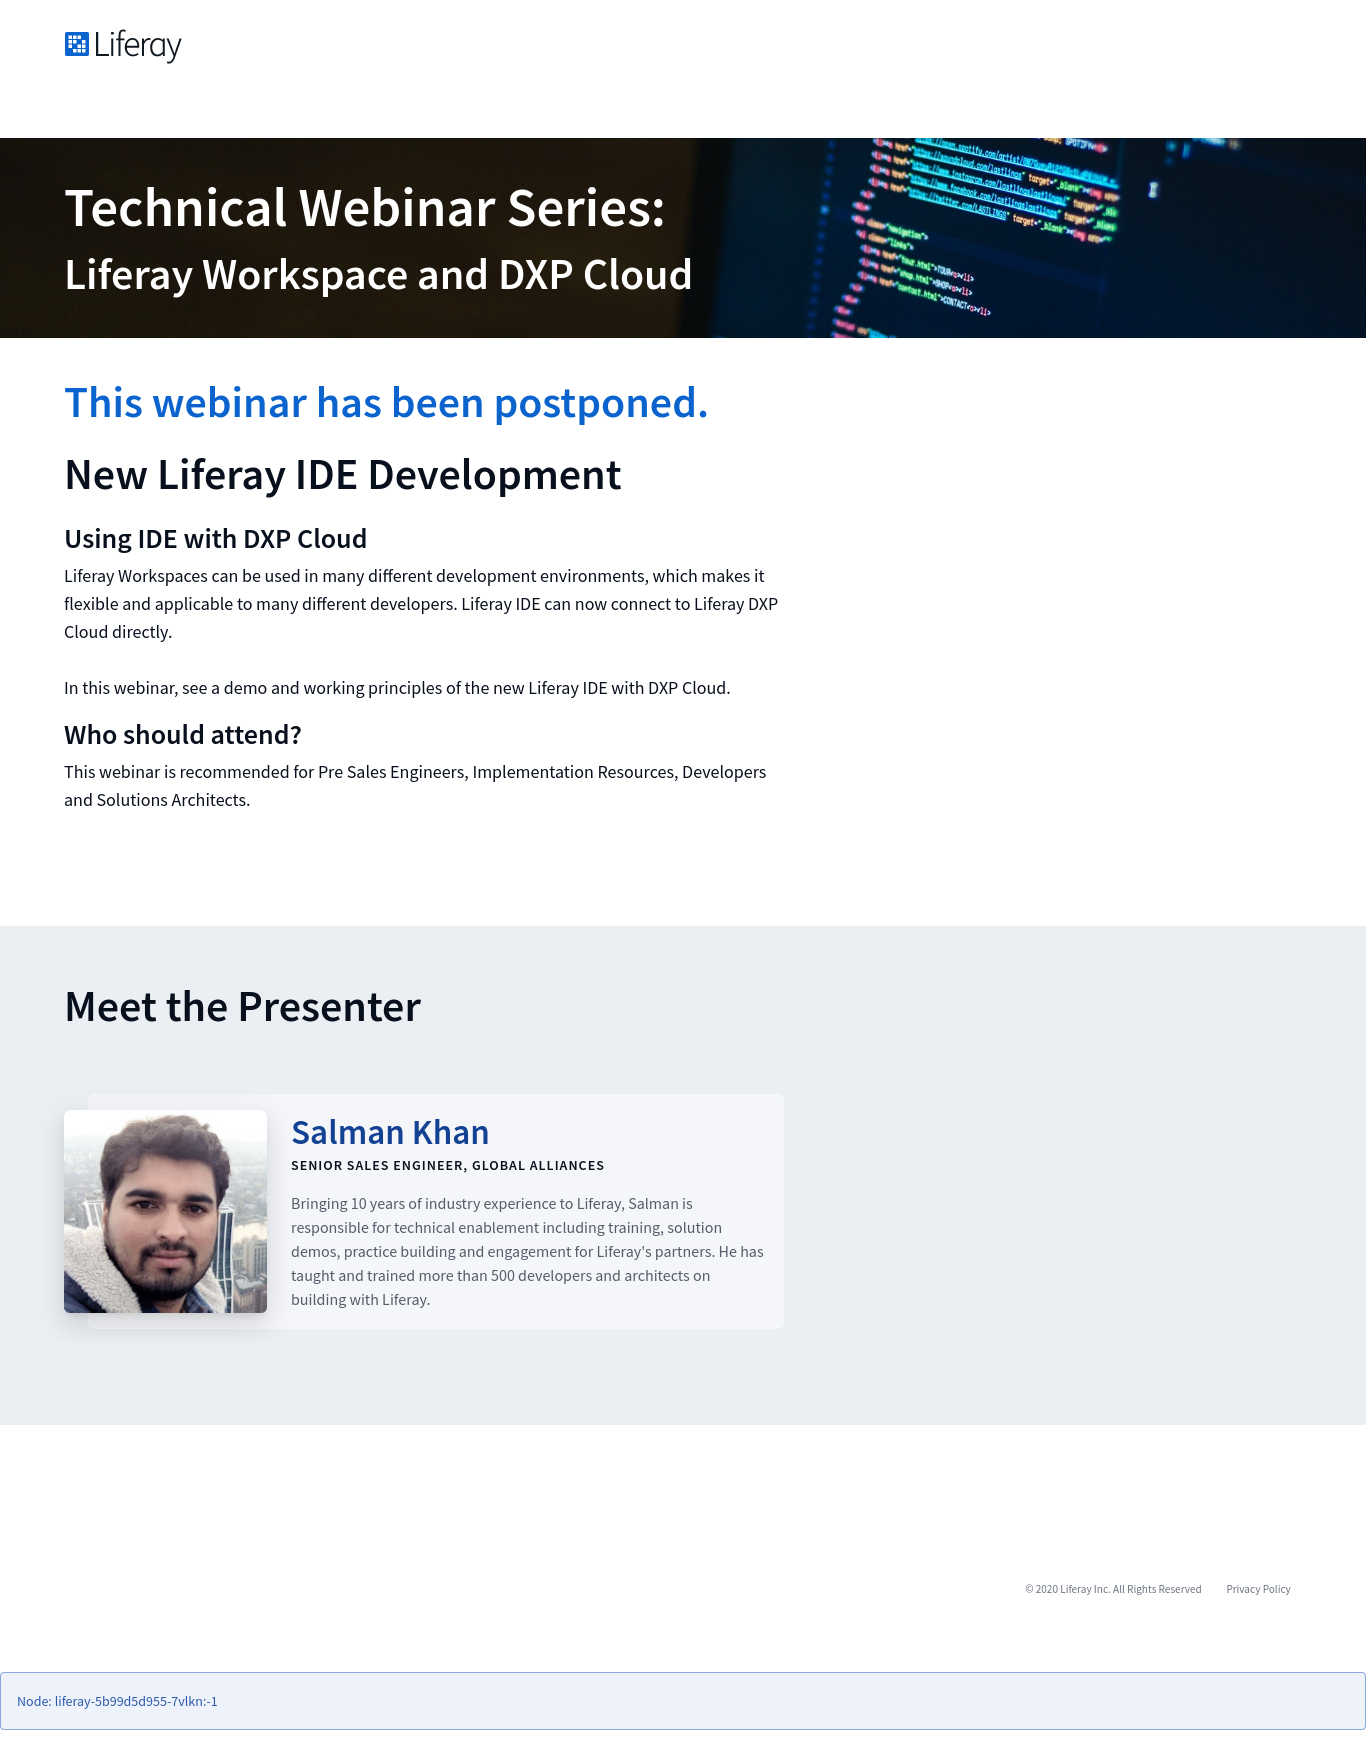 Liferay
Technical Webinar Series:
Liferay Workspace and DXP Cloud
This webinar has been postponed.
New Liferay IDE Development
Using IDE with DXP Cloud
Liferay Workspaces can be used in many different development environments, which makes it
flexible and applicable to many different developers. Liferay IDE can now connect to Liferay DXP
Cloud directly.
In this webinar, see a demo and working principles of the new Liferay IDE with DXP Cloud.
Who should attend?
This webinar is recommended for Pre Sales Engineers, Implementation Resources, Developers
and Solutions Architects.
Meet the Presenter
Salman Khan
SENIOR SALES ENGINEER, GLOBAL ALLIANCES
Bringing 10 years of industry experience to Liferay, Salman is
responsible for technical enablement including training, solution
demos, practice building and engagement for Liferay's partners. He has
taught and trained more than 500 developers and architects on
building with Liferay.
© 2020 Liferay Inc. All Rights Reserved Privacy Policy
Node: liferay-5b99d5d955-7vlkn:-1